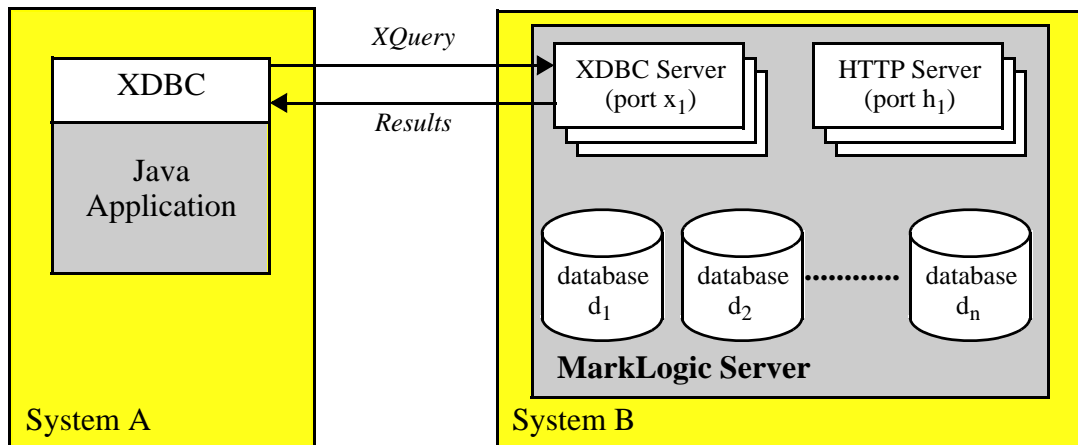 XDBC
Java
Application
System A
XQuery
Results
XDBC Server
(port x₁)
HTTP Server
(port h₁)
database
d₁
database
d₂
database
dₙ
MarkLogic Server
System B